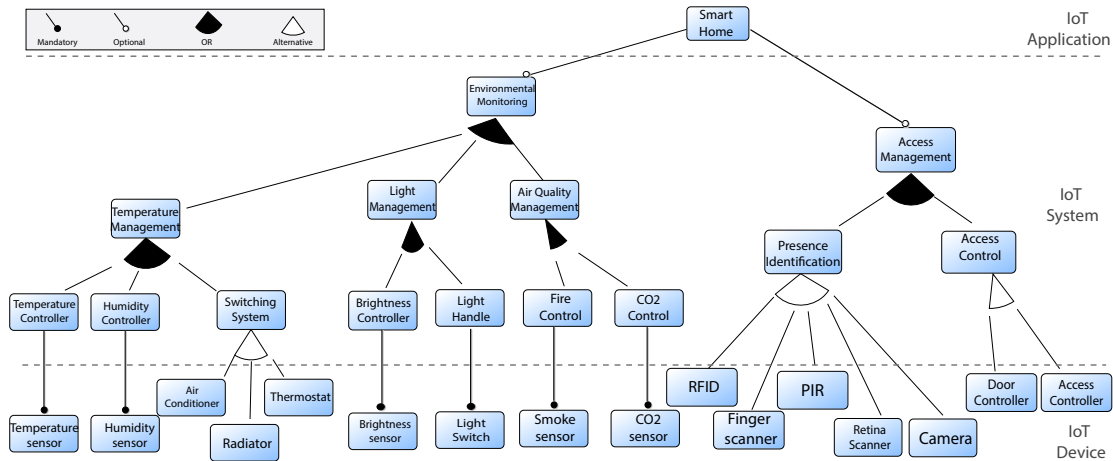 Smart
Home
IoT
Application
Mandatory
Optional
OR
Alternative
Environmental
Monitoring
Access
Management
Light
Management
Air Quality
Management
IoT
System
Temperature
Management
Presence
Identification
Access
Control
Temperature
Controller
Humidity
Controller
Switching
System
Brightness
Controller
Light
Handle
Fire
Control
CO2
Control
Air
Conditioner
Thermostat
RFID
PIR
Door
Controller
Access
Controller
Temperature
sensor
Humidity
sensor
Radiator
Brightness
sensor
Light
Switch
Smoke
sensor
CO2
sensor
Finger
scanner
Retina
Scanner
Camera
IoT
Device